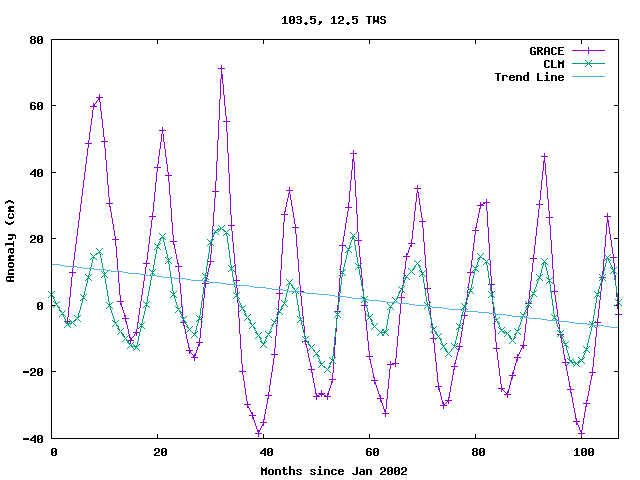 103.5, 12.5 TWS
GRACE
CLM
Trend Line
80
60
40
20
0
-20
-40
Anomaly (cm)
0 20 40 60 80 100
Months since Jan 2002